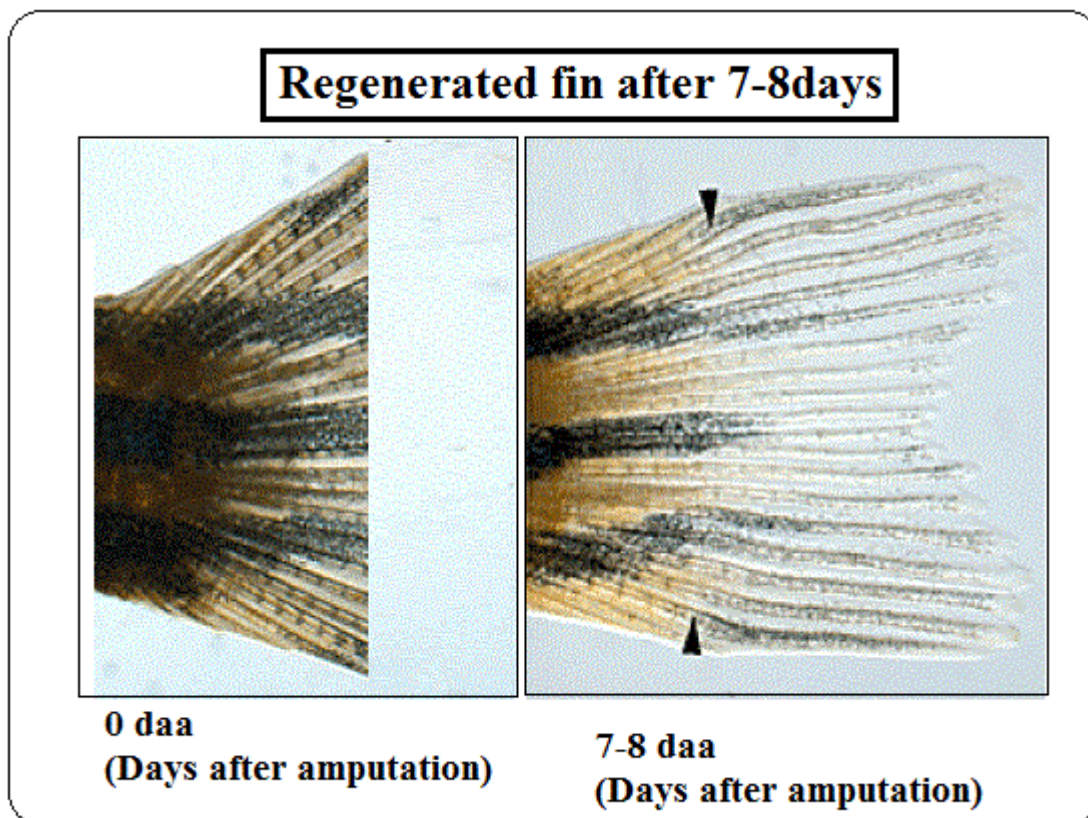 Regenerated fin after 7-8days
0 daa
(Days after amputation)
7-8 daa
(Days after amputation)